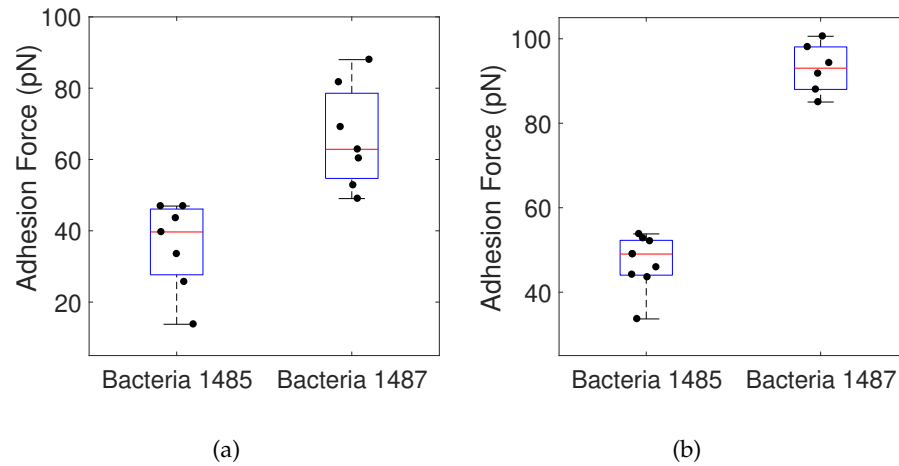 Adhesion Force (pN)
100
80
60
40
20
Bacteria 1485 Bacteria 1487
(a)
Adhesion Force (pN)
100
80
60
40
Bacteria 1485 Bacteria 1487
(b)